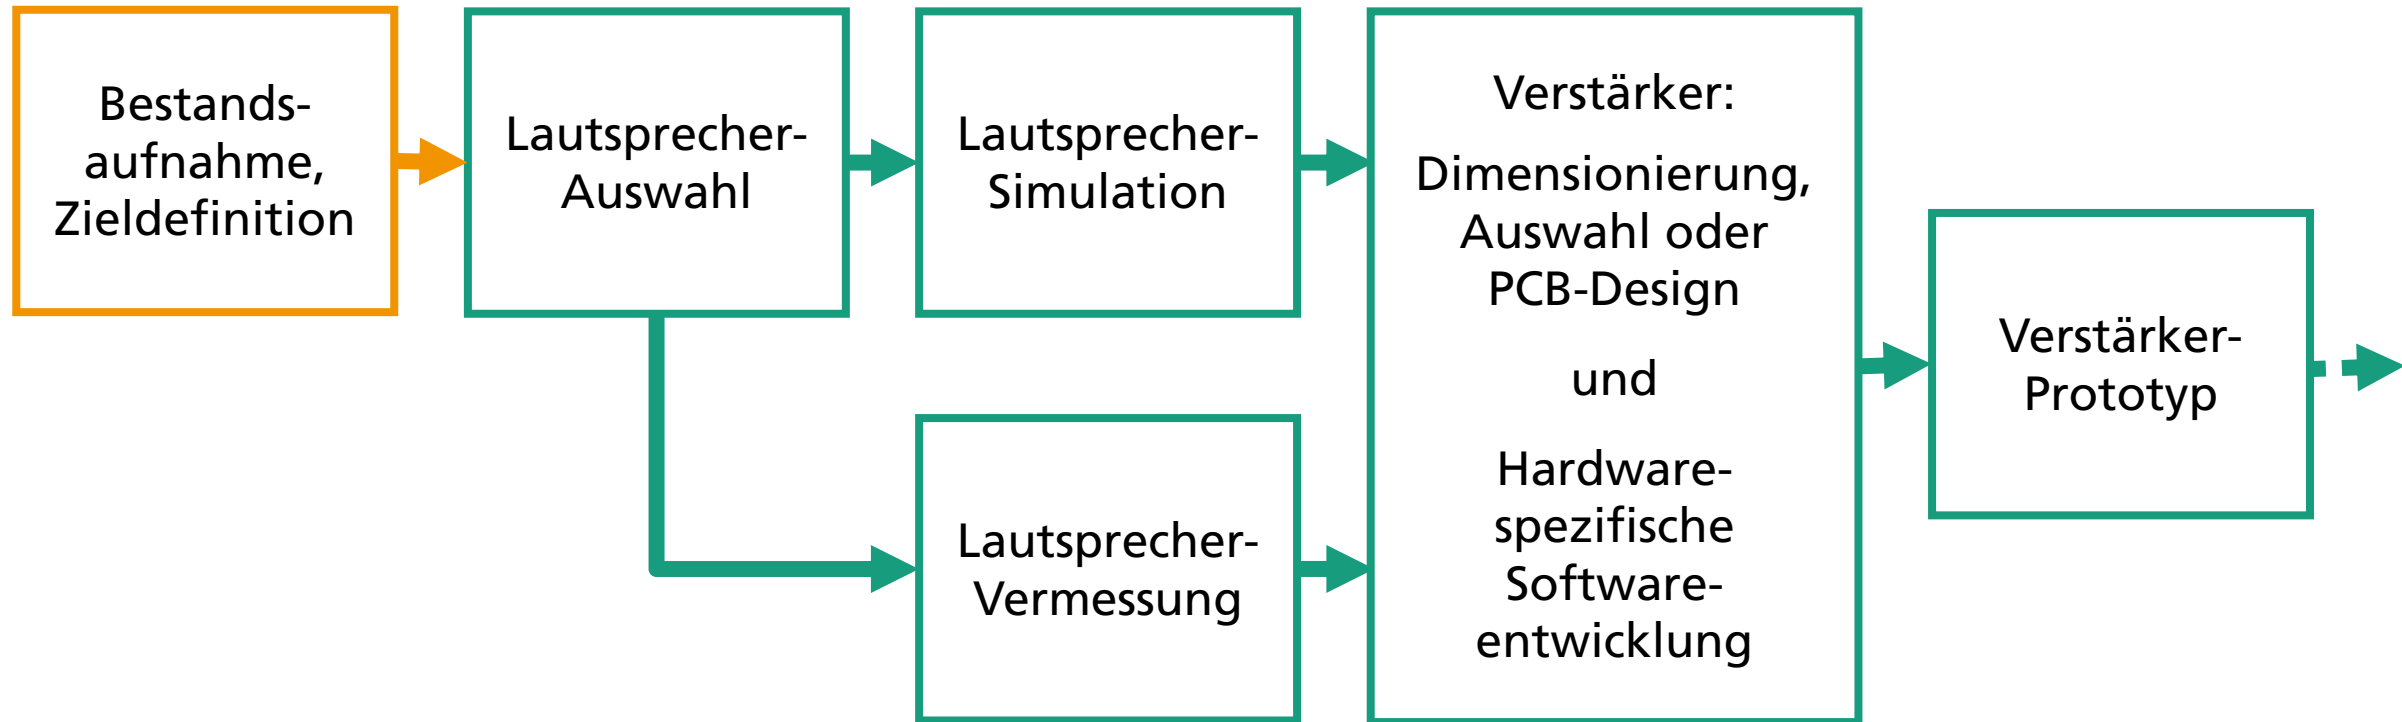 Bestands-
aufnahme,
Zieldefinition
Lautsprecher-
Auswahl
Lautsprecher-
Simulation
Lautsprecher-
Vermessung
Verstärker:
Dimensionierung,
Auswahl oder
PCB-Design
und
Hardware-
spezifische
Software-
entwicklung
Verstärker-
Prototyp